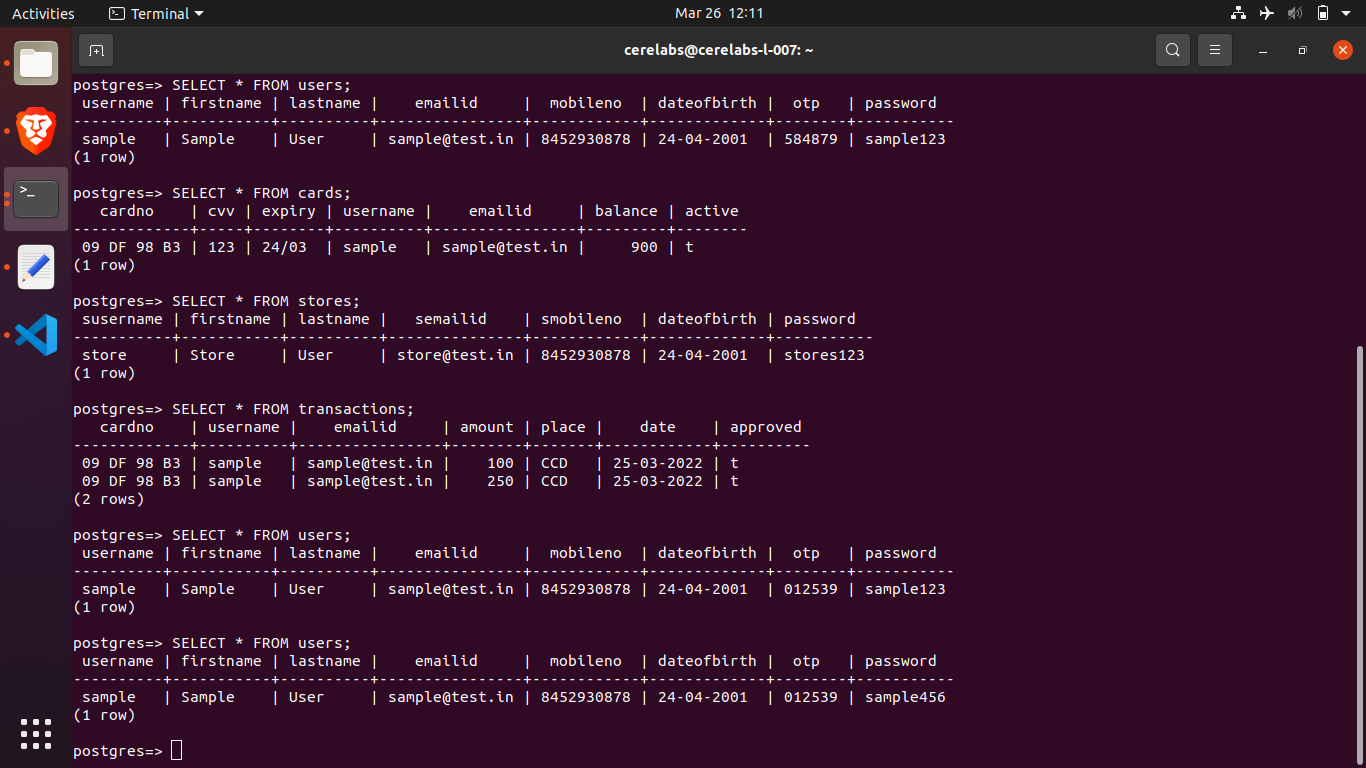 Activities Terminal Mar 26 12:11
cerelabs@cerelabs-l-007: ~
postgres=> SELECT * FROM users;
 username | firstname | lastname |    emailid     |  mobileno  | dateofbirth |  otp   | password
----------+-----------+----------+----------------+------------+-------------+--------+-----------
 sample   | Sample    | User     | sample@test.in | 8452930878 | 24-04-2001  | 584879 | sample123
(1 row)
postgres=> SELECT * FROM cards;
   cardno    | cvv | expiry | username |    emailid     | balance | active
-------------+-----+--------+----------+----------------+---------+--------
 09 DF 98 B3 | 123 | 24/03  | sample   | sample@test.in |     900 | t
(1 row)
postgres=> SELECT * FROM stores;
 susername | firstname | lastname |   semailid    | smobileno  | dateofbirth | password
-----------+-----------+----------+---------------+------------+-------------+-----------
 store     | Store     | User     | store@test.in | 8452930878 | 24-04-2001  | stores123
(1 row)
postgres=> SELECT * FROM transactions;
   cardno    | username |    emailid     | amount | place |    date    | approved
-------------+----------+----------------+--------+-------+------------+----------
 09 DF 98 B3 | sample   | sample@test.in |    100 | CCD   | 25-03-2022 | t
 09 DF 98 B3 | sample   | sample@test.in |    250 | CCD   | 25-03-2022 | t
(2 rows)
postgres=> SELECT * FROM users;
 username | firstname | lastname |    emailid     |  mobileno  | dateofbirth |  otp   | password
----------+-----------+----------+----------------+------------+-------------+--------+-----------
 sample   | Sample    | User     | sample@test.in | 8452930878 | 24-04-2001  | 012539 | sample123
(1 row)
postgres=> SELECT * FROM users;
 username | firstname | lastname |    emailid     |  mobileno  | dateofbirth |  otp   | password
----------+-----------+----------+----------------+------------+-------------+--------+-----------
 sample   | Sample    | User     | sample@test.in | 8452930878 | 24-04-2001  | 012539 | sample456
(1 row)
postgres=>